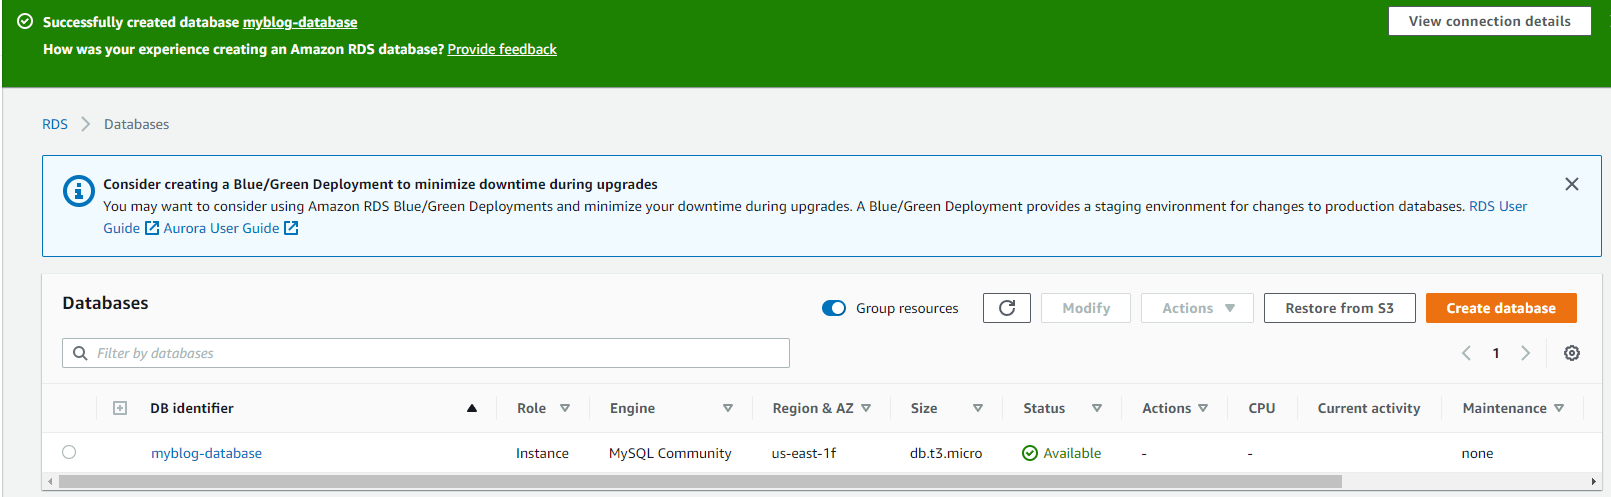 Successfully created database myblog-database
View connection details
How was your experience creating an Amazon RDS database? Provide feedback
RDS > Databases
Consider creating a Blue/Green Deployment to minimize downtime during upgrades
You may want to consider using Amazon RDS Blue/Green Deployments and minimize your downtime during upgrades. A Blue/Green Deployment provides a staging environment for changes to production databases. RDS User
Guide Aurora User Guide
Databases
Group resources
Modify
Actions
Restore from S3
Create database
Filter by databases
1
DB identifier Role Engine Region & AZ Size Status Actions CPU Current activity Maintenance
myblog-database Instance MySQL Community us-east-1f db.t3.micro Available - - none